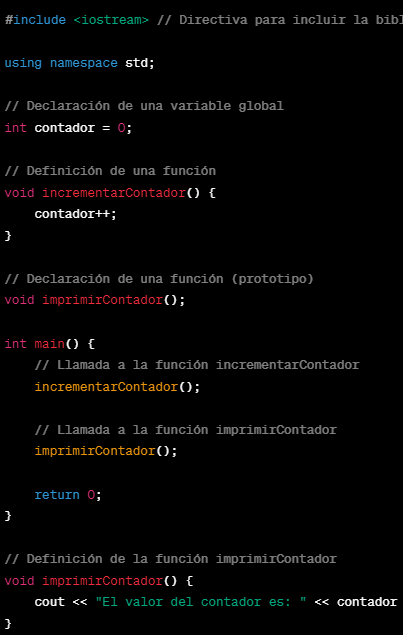 #include <iostream> // Directiva para incluir la
using namespace std;
// Declaración de una variable global
int contador = 0;
// Definición de una función
void incrementarContador() {
contador++;
}
// Declaración de una función (prototipo)
void imprimirContador();
int main() {
// Llamada a la función incrementarContador
incrementarContador();
// Llamada a la función imprimirContador
imprimirContador();
return 0;
}
// Definición de la función imprimirContador
void imprimirContador() {
cout << "El valor del contador es: " << contador
}